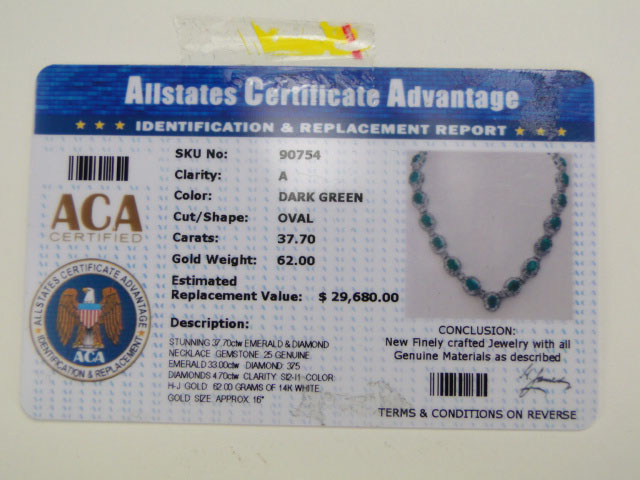 Allstates Certificate Advantage
IDENTIFICATION & REPLACEMENT REPORT
SKU No: 90754
Clarity: A
Color: DARK GREEN
Cut/Shape: OVAL
Carats: 37.70
Gold Weight: 62.00
Estimated
Replacement Value: $ 29,680.00
Description:
STUNNING 37.70ctw EMERALD & DIAMOND
NECKLACE GEMSTONE: 25 GENUINE
EMERALD 33.00ctw DIAMOND: 375
DIAMONDS 4.70ctw CLARITY: SI2-I1-COLOR:
H-J GOLD: 62.00 GRAMS OF 14K WHITE
GOLD SIZE: APPROX. 16"
ACA
CERTIFIED
ALLSTATES CERTIFICATE ADVANTAGE
ACA
IDENTIFICATION & REPLACEMENT
CONCLUSION:
New Finely crafted Jewelry with all
Genuine Materials as described
TERMS & CONDITIONS ON REVERSE